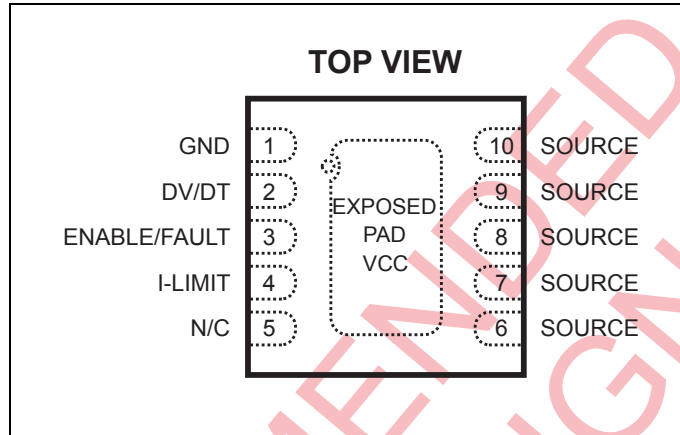 TOP VIEW
GND 1 10 SOURCE
DV/DT 2 9 SOURCE
ENABLE/FAULT 3 8 SOURCE
I-LIMIT 4 7 SOURCE
N/C 5 6 SOURCE
EXPOSED
PAD
VCC